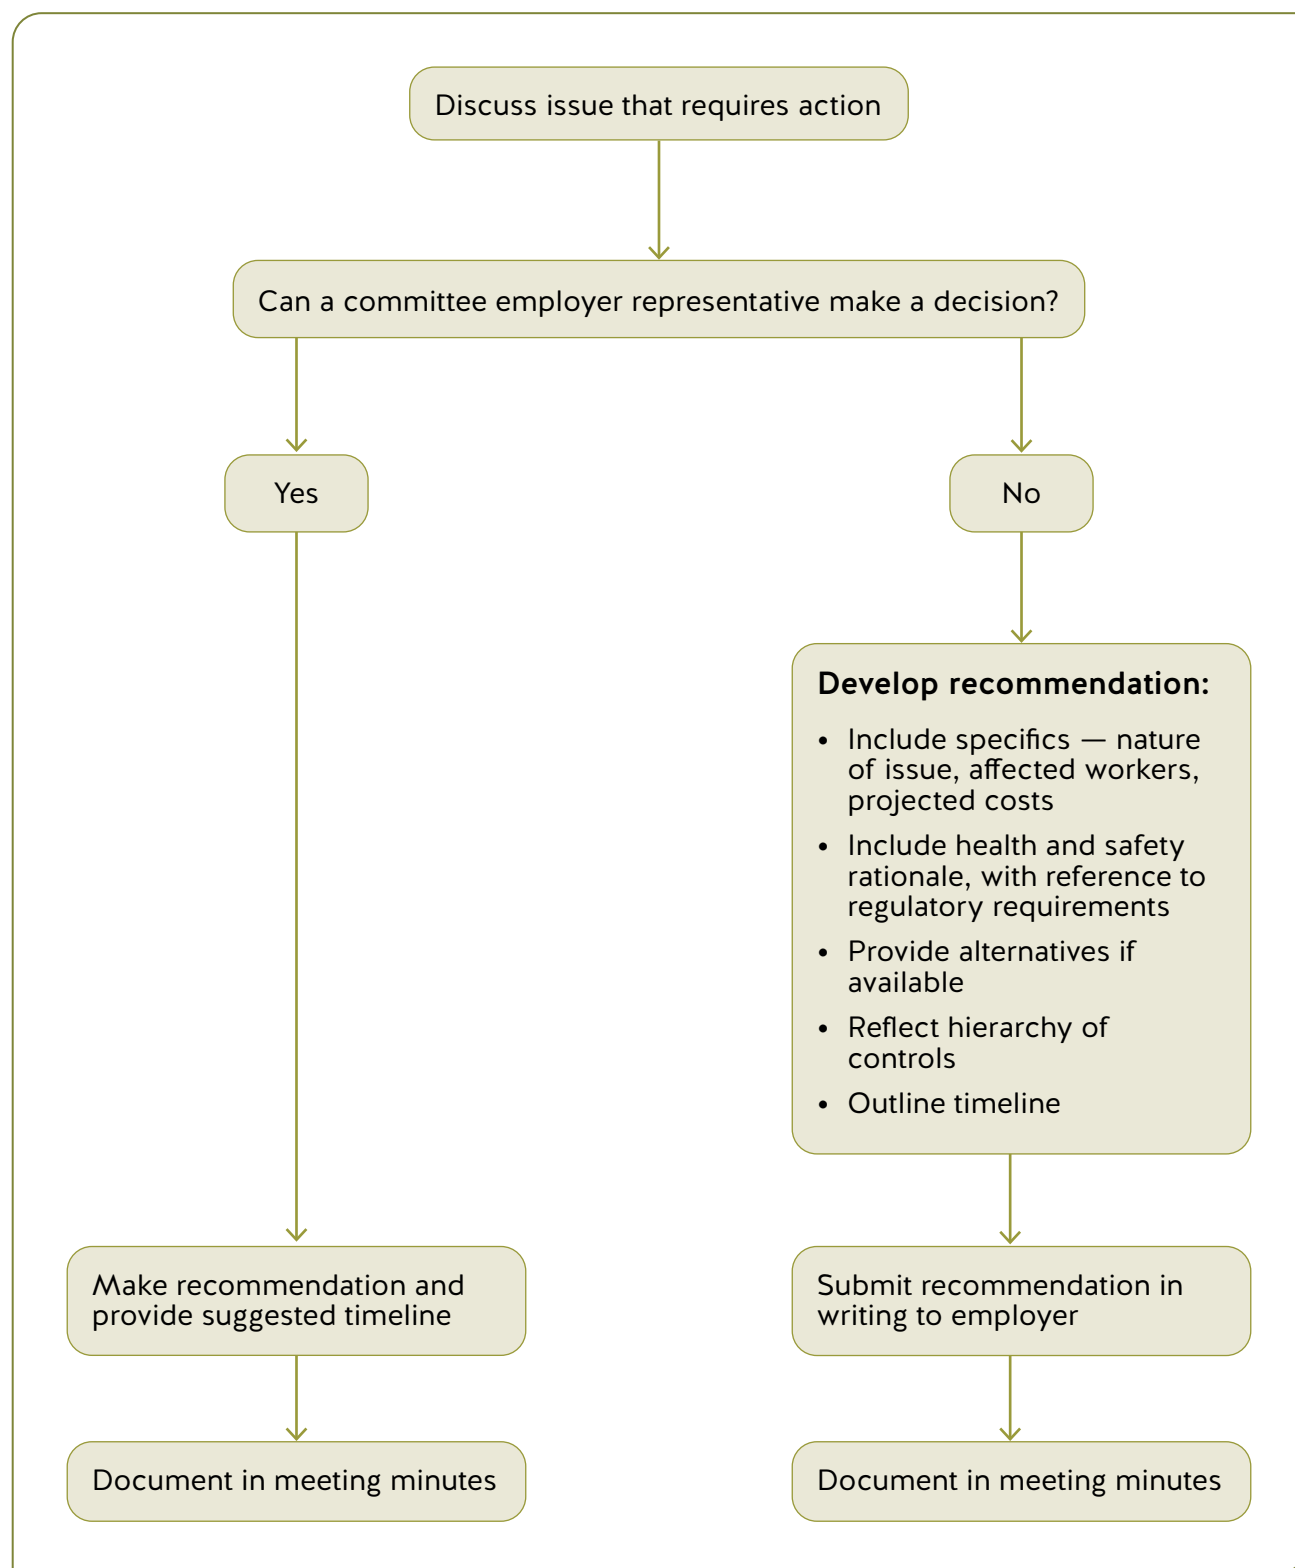 Discuss issue that requires action
Can a committee employer representative make a decision?
Yes
No
Develop recommendation:
• Include specifics — nature
of issue, affected workers,
projected costs
• Include health and safety
rationale, with reference to
regulatory requirements
• Provide alternatives if
available
• Reflect hierarchy of
controls
• Outline timeline
Make recommendation and
provide suggested timeline
Submit recommendation in
writing to employer
Document in meeting minutes
Document in meeting minutes